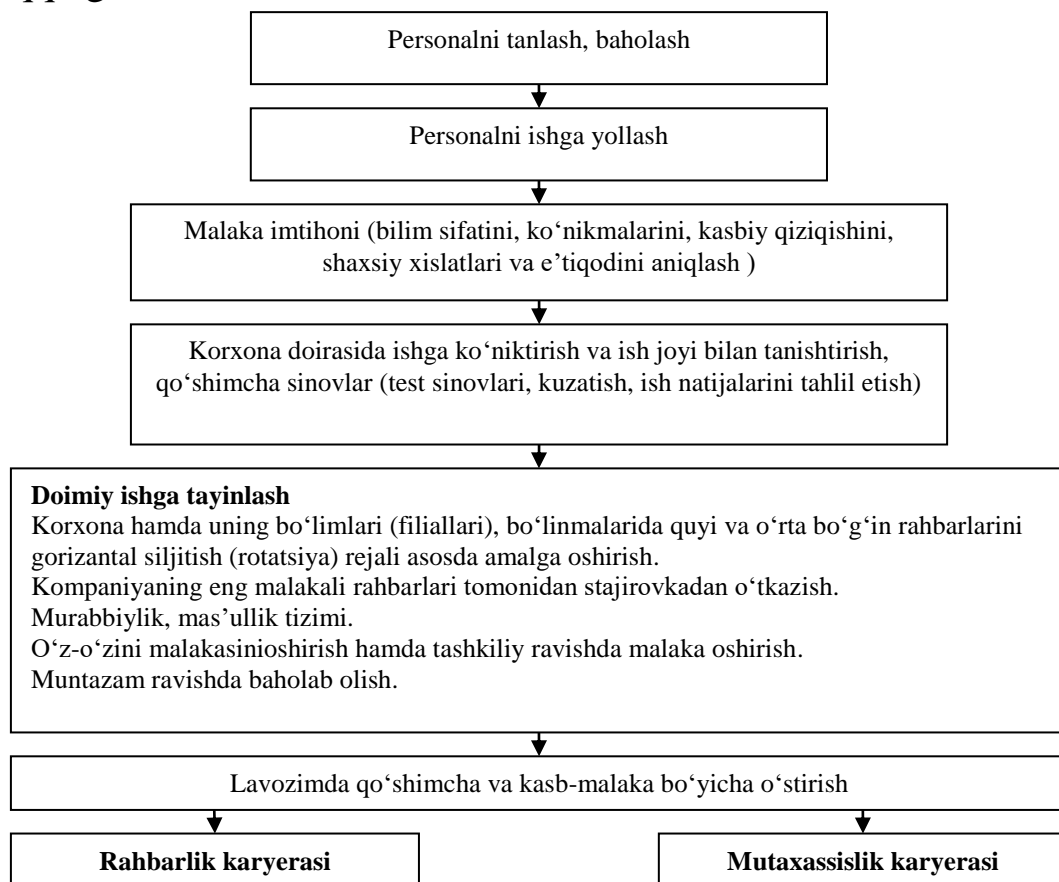 Personalni tanlash, baholash
Personalni ishga yollash
Malaka imtihoni (bilim sifatini, ko‘nikmalarini, kasbiy qiziqishini,
shaxsiy xislatlari va e’tiqodini aniqlash )
Korxona doirasida ishga ko‘niktirish va ish joyi bilan tanishtirish,
qo‘shimcha sinovlar (test sinovlari, kuzatish, ish natijalarini tahlil etish)
Doimiy ishga tayinlash
Korxona hamda uning bo‘limlari (filiallari), bo‘linmalarida quyi va o‘rta bo‘g‘in rahbarlarini
gorizantal siljitish (rotatsiya) rejali asosda amalga oshirish.
Kompaniyaning eng malakali rahbarlari tomonidan stajirovkadan o‘tkazish.
Murabbiylik, mas’ullik tizimi.
O‘z-o‘zini malakasinioshirish hamda tashkiliy ravishda malaka oshirish.
Muntazam ravishda baholab olish.
Lavozimda qo‘shimcha va kasb-malaka bo‘yicha o‘stirish
Rahbarlik karyerasi
Mutaxassislik karyerasi